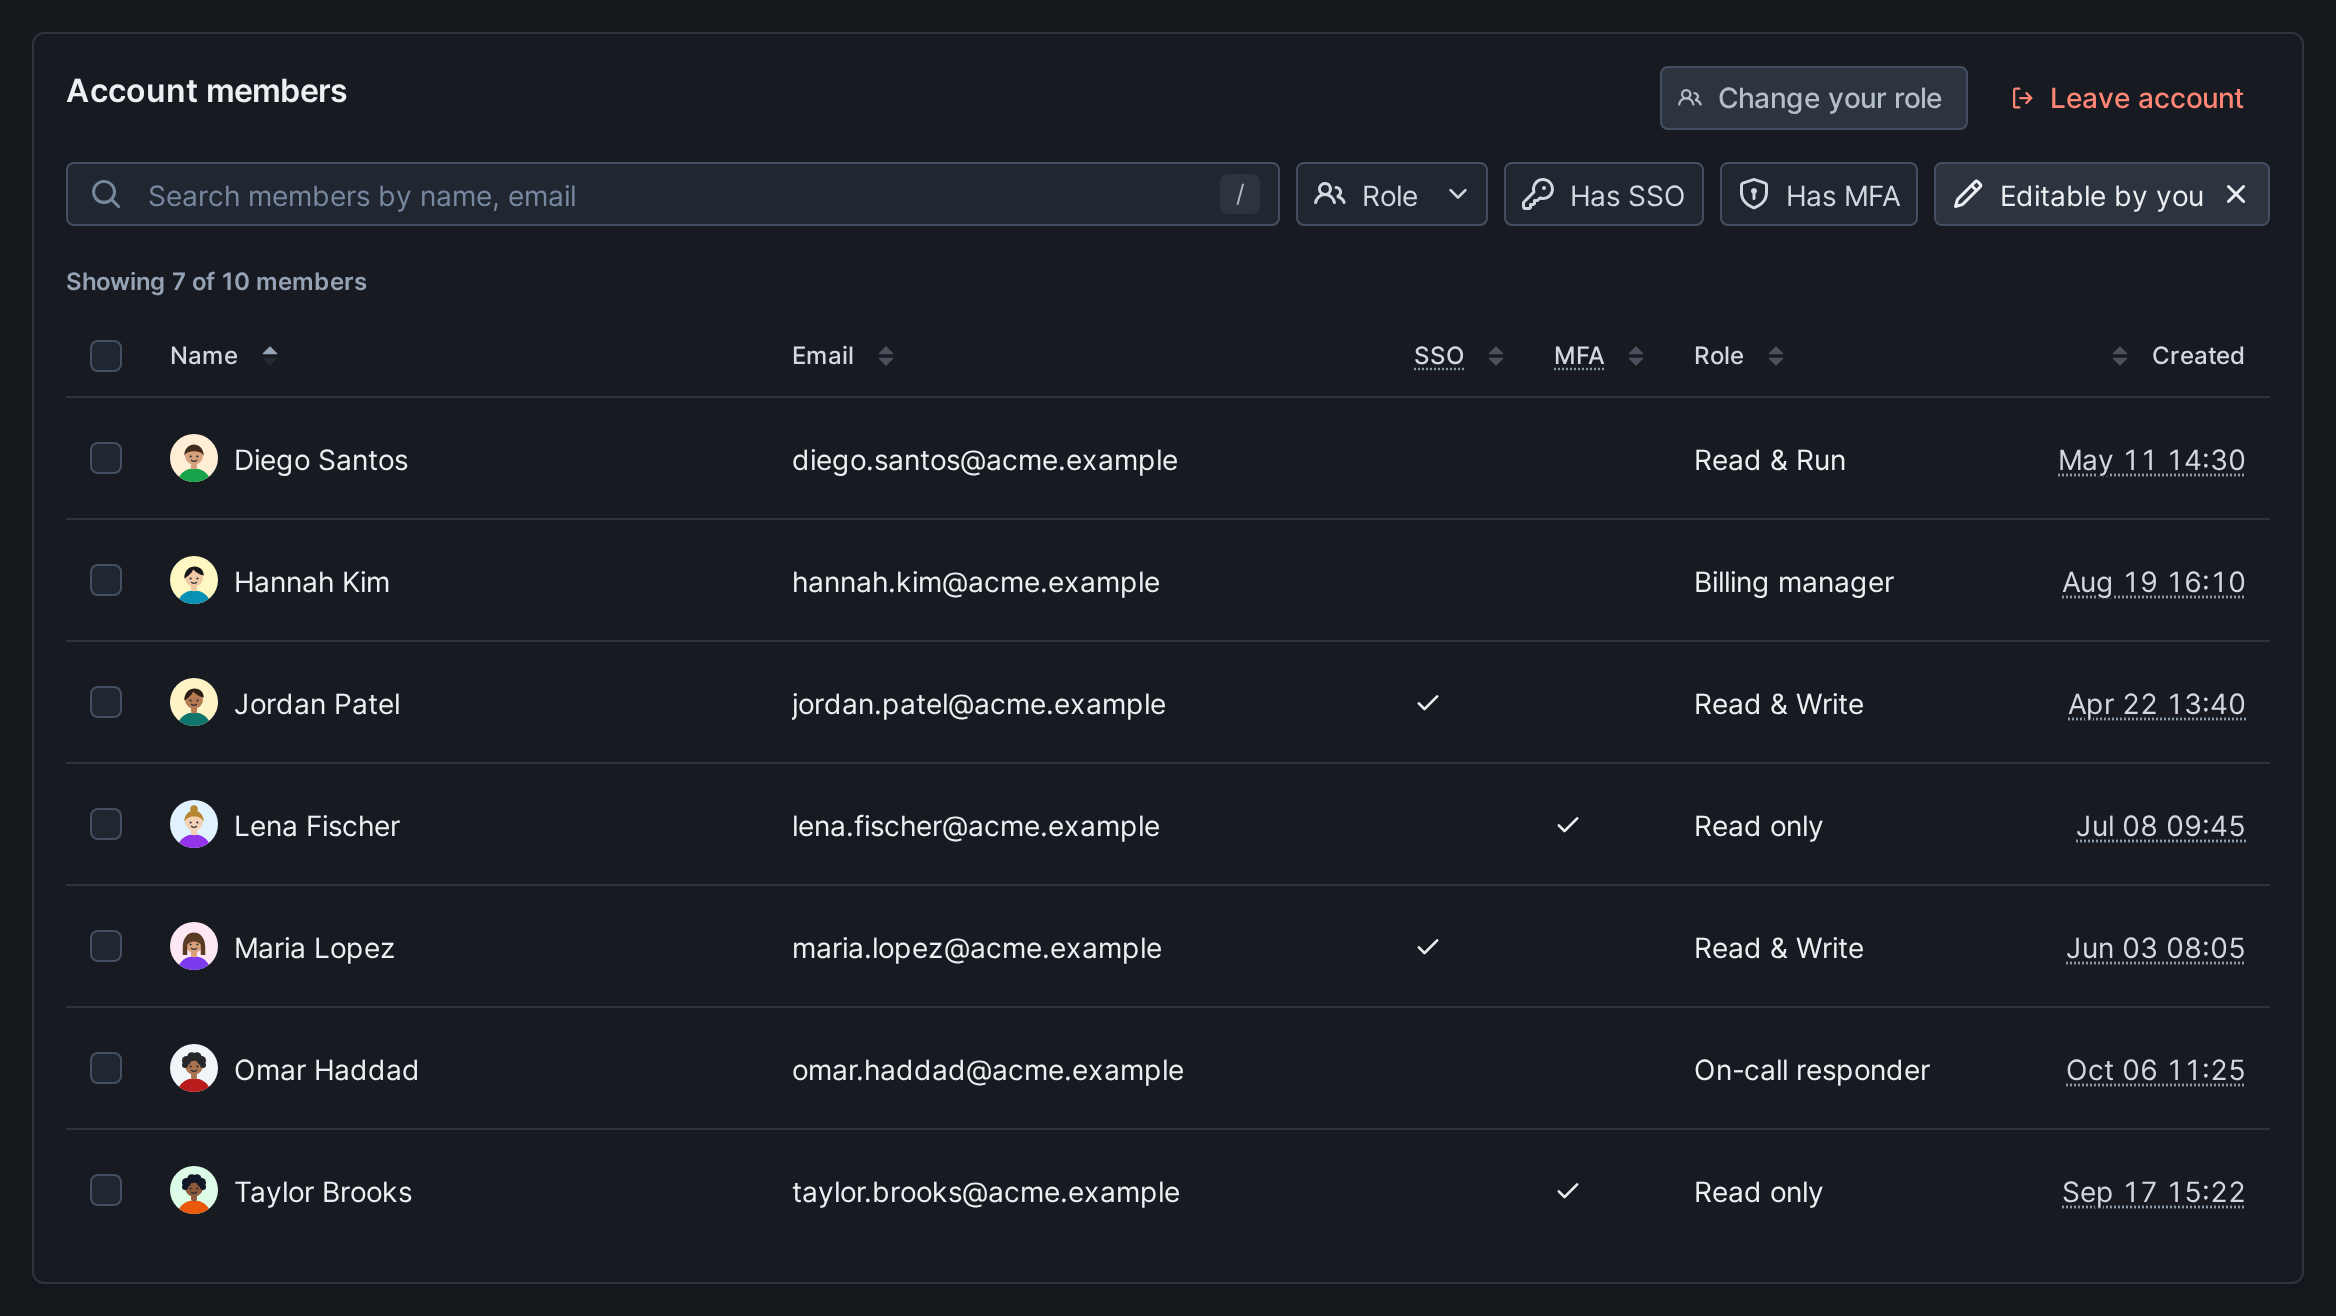 Account members
Change your role
Leave account
Search members by name, email
/
Role
Has SSO
Has MFA
Editable by you
Showing 7 of 10 members
Name Email SSO MFA Role Created
Diego Santos diego.santos@acme.example Read & Run May 11 14:30
Hannah Kim hannah.kim@acme.example Billing manager Aug 19 16:10
Jordan Patel jordan.patel@acme.example Read & Write Apr 22 13:40
Lena Fischer lena.fischer@acme.example Read only Jul 08 09:45
Maria Lopez maria.lopez@acme.example Read & Write Jun 03 08:05
Omar Haddad omar.haddad@acme.example On-call responder Oct 06 11:25
Taylor Brooks taylor.brooks@acme.example Read only Sep 17 15:22